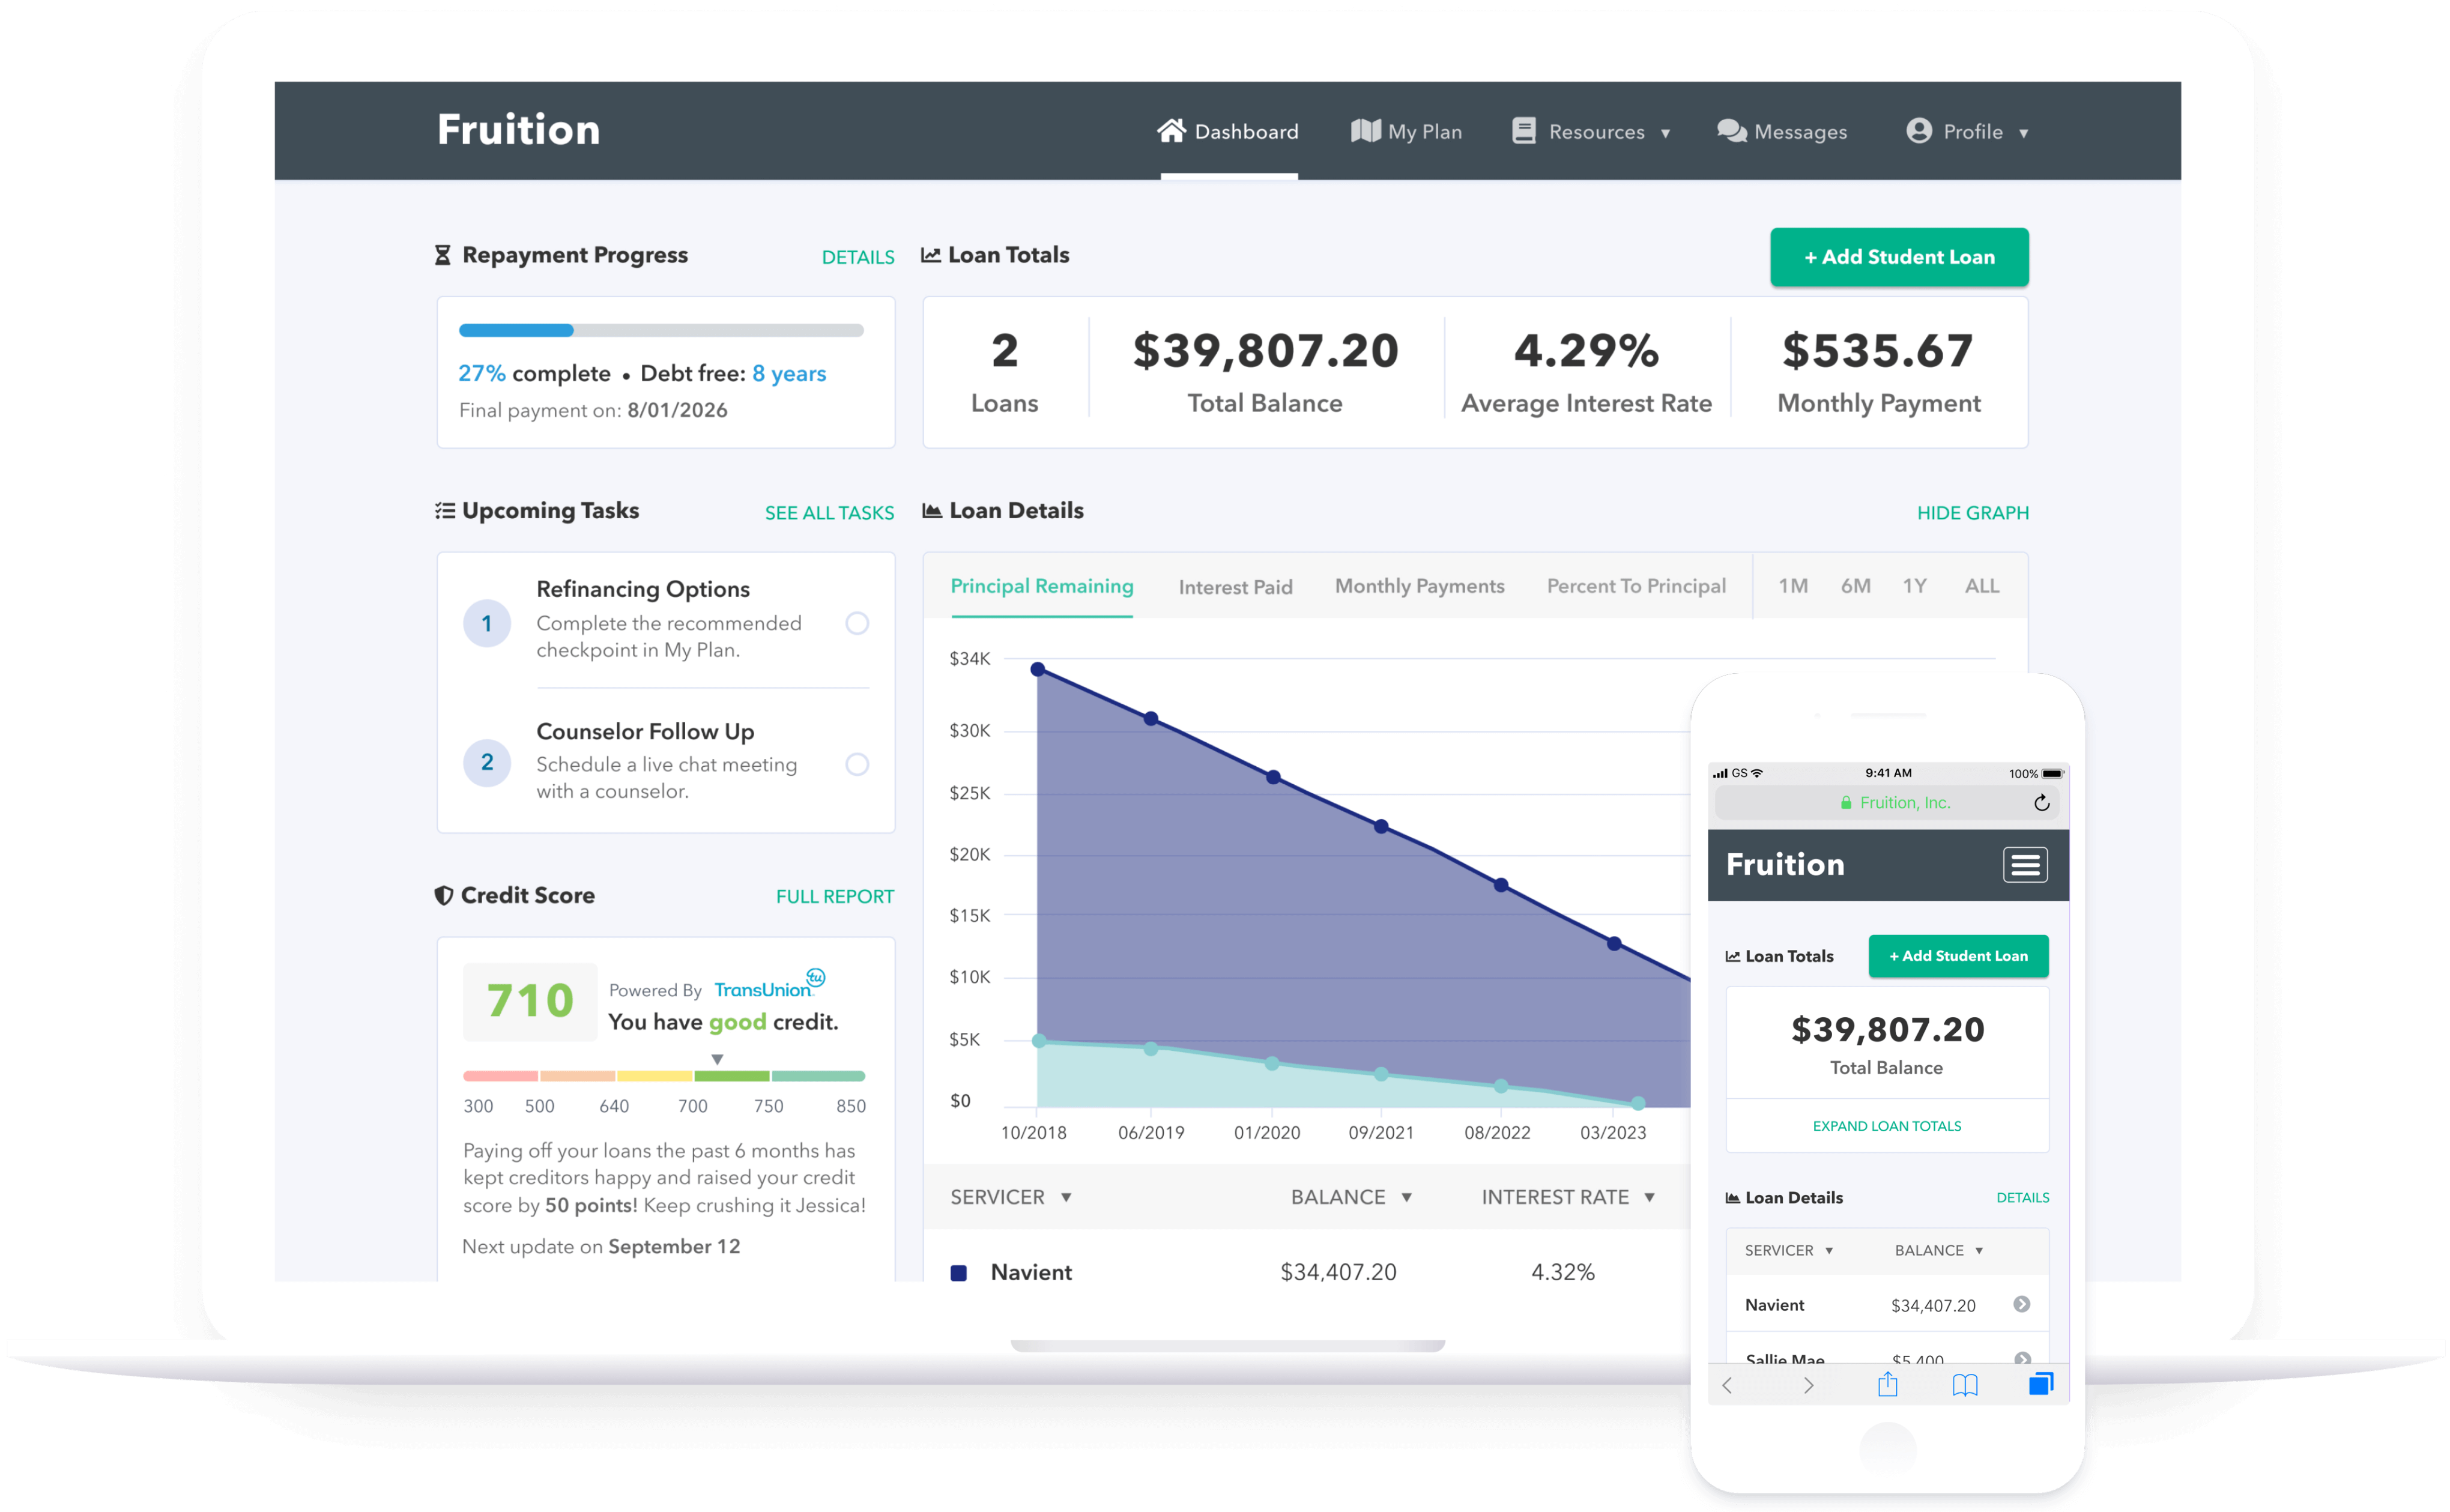 Fruition
Dashboard
My Plan
Resources
Messages
Profile
Repayment Progress
DETAILS
27% complete • Debt free: 8 years
Final payment on: 8/01/2026
Loan Totals
+ Add Student Loan
2
Loans
$39,807.20
Total Balance
4.29%
Average Interest Rate
$535.67
Monthly Payment
Upcoming Tasks
SEE ALL TASKS
1
Refinancing Options
Complete the recommended
checkpoint in My Plan.
2
Counselor Follow Up
Schedule a live chat meeting
with a counselor.
Credit Score
FULL REPORT
710
Powered By TransUnion tu
You have good credit.
300 500 640 700 750 850
Paying off your loans the past 6 months has
kept creditors happy and raised your credit
score by 50 points! Keep crushing it Jessica!
Next update on September 12
Loan Details
HIDE GRAPH
Principal Remaining Interest Paid Monthly Payments Percent To Principal 1M 6M 1Y ALL
$34K
$30K
$25K
$20K
$15K
$10K
$5K
$0
10/2018 06/2019 01/2020 09/2021 08/2022 03/2023
SERVICER BALANCE INTEREST RATE
Navient $34,407.20 4.32%
GS 9:41 AM 100%
Fruition, Inc.
Fruition
Loan Totals
+ Add Student Loan
$39,807.20
Total Balance
EXPAND LOAN TOTALS
Loan Details
DETAILS
SERVICER BALANCE
Navient $34,407.20
Sallie Mae $5,400